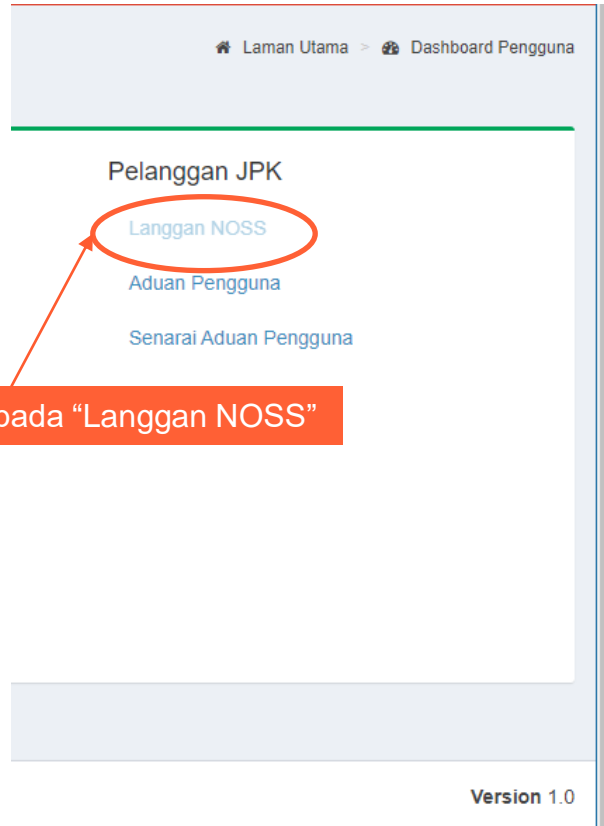 Laman Utama > Dashboard Pengguna
Pelanggan JPK
Langgan NOSS
Aduan Pengguna
Senarai Aduan Pengguna
pada “Langgan NOSS”
Version 1.0